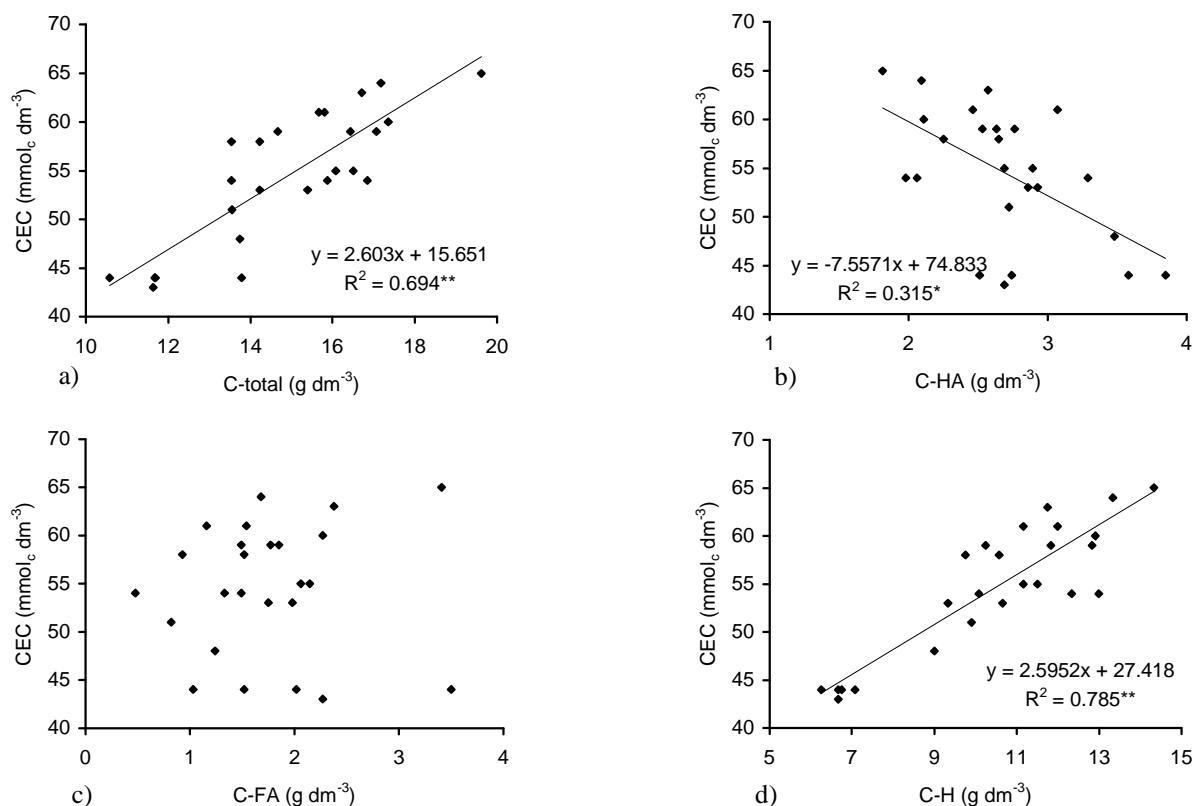 70
65
60
55
50
45
40
CEC (mmolc dm-3)
y = 2.603x + 15.651
R2 = 0.694**
10 12 14 16 18 20
a) C-total (g dm-3)
70
65
60
55
50
45
40
CEC (mmolc dm-3)
y = -7.5571x + 74.833
R2 = 0.315*
1 2 3 4
b) C-HA (g dm-3)
70
65
60
55
50
45
40
CEC (mmolc dm-3)
0 1 2 3 4
c) C-FA (g dm-3)
70
65
60
55
50
45
40
CEC (mmolc dm-3)
y = 2.5952x + 27.418
R2 = 0.785**
5 7 9 11 13 15
d) C-H (g dm-3)